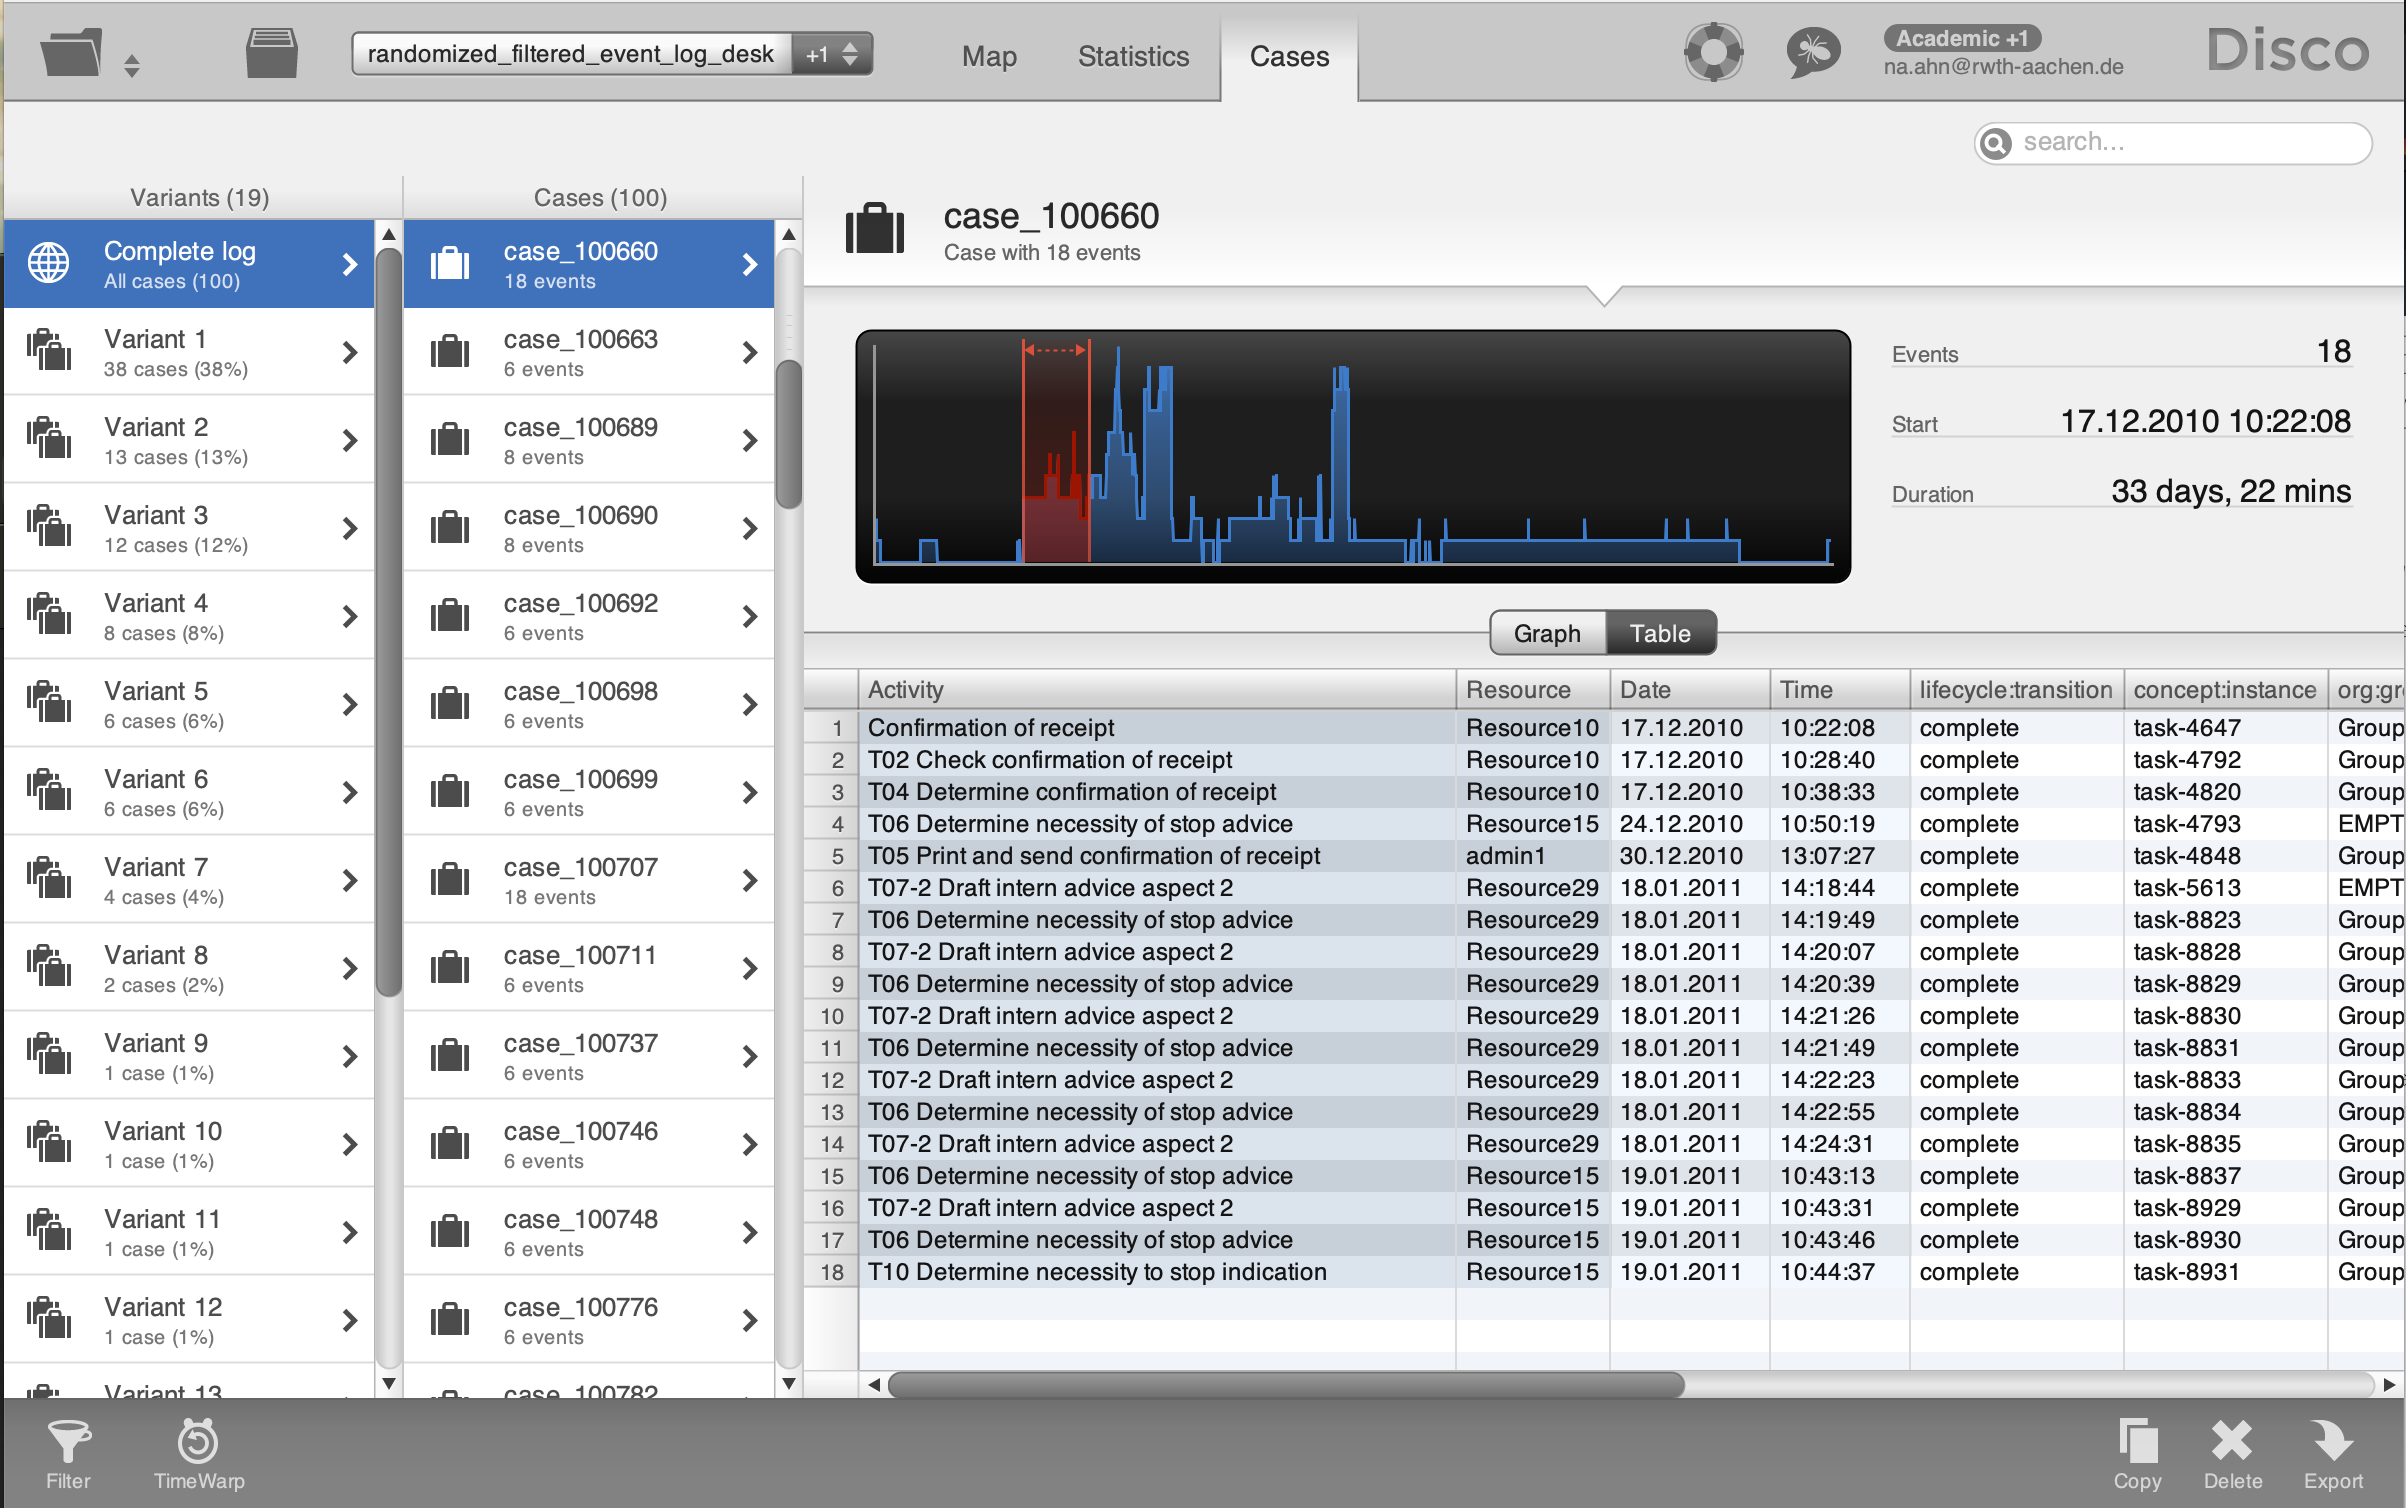 randomized_filtered_event_log_desk +1
Map Statistics Cases
Academic +1
na.ahn@rwth-aachen.de
Disco
search...
Variants (19)
Complete log
All cases (100)
Variant 1
38 cases (38%)
Variant 2
13 cases (13%)
Variant 3
12 cases (12%)
Variant 4
8 cases (8%)
Variant 5
6 cases (6%)
Variant 6
6 cases (6%)
Variant 7
4 cases (4%)
Variant 8
2 cases (2%)
Variant 9
1 case (1%)
Variant 10
1 case (1%)
Variant 11
1 case (1%)
Variant 12
1 case (1%)
Variant 13
Cases (100)
case_100660
18 events
case_100663
6 events
case_100689
8 events
case_100690
8 events
case_100692
6 events
case_100698
6 events
case_100699
6 events
case_100707
18 events
case_100711
6 events
case_100737
6 events
case_100746
6 events
case_100748
6 events
case_100776
6 events
case_100782
case_100660
Case with 18 events
Events 18
Start 17.12.2010 10:22:08
Duration 33 days, 22 mins
Graph Table
Activity Resource Date Time lifecycle:transition concept:instance org:gr
1 Confirmation of receipt Resource10 17.12.2010 10:22:08 complete task-4647 Group
2 T02 Check confirmation of receipt Resource10 17.12.2010 10:28:40 complete task-4792 Group
3 T04 Determine confirmation of receipt Resource10 17.12.2010 10:38:33 complete task-4820 Group
4 T06 Determine necessity of stop advice Resource15 24.12.2010 10:50:19 complete task-4793 EMPT
5 T05 Print and send confirmation of receipt admin1 30.12.2010 13:07:27 complete task-4848 Group
6 T07-2 Draft intern advice aspect 2 Resource29 18.01.2011 14:18:44 complete task-5613 EMPT
7 T06 Determine necessity of stop advice Resource29 18.01.2011 14:19:49 complete task-8823 Group
8 T07-2 Draft intern advice aspect 2 Resource29 18.01.2011 14:20:07 complete task-8828 Group
9 T06 Determine necessity of stop advice Resource29 18.01.2011 14:20:39 complete task-8829 Group
10 T07-2 Draft intern advice aspect 2 Resource29 18.01.2011 14:21:26 complete task-8830 Group
11 T06 Determine necessity of stop advice Resource29 18.01.2011 14:21:49 complete task-8831 Group
12 T07-2 Draft intern advice aspect 2 Resource29 18.01.2011 14:22:23 complete task-8833 Group
13 T06 Determine necessity of stop advice Resource29 18.01.2011 14:22:55 complete task-8834 Group
14 T07-2 Draft intern advice aspect 2 Resource29 18.01.2011 14:24:31 complete task-8835 Group
15 T06 Determine necessity of stop advice Resource15 19.01.2011 10:43:13 complete task-8837 Group
16 T07-2 Draft intern advice aspect 2 Resource15 19.01.2011 10:43:31 complete task-8929 Group
17 T06 Determine necessity of stop advice Resource15 19.01.2011 10:43:46 complete task-8930 Group
18 T10 Determine necessity to stop indication Resource15 19.01.2011 10:44:37 complete task-8931 Group
Filter TimeWarp Copy Delete Export